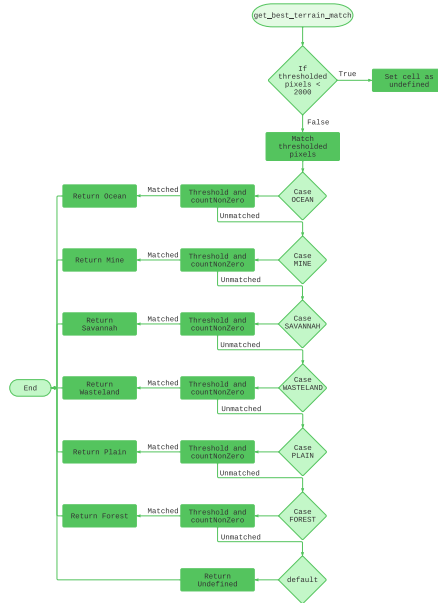 get_best_terrain_match
If
thresholded
pixels <
2000
True
Set cell as
undefined
False
Match
thresholded
pixels
Case
OCEAN
Threshold and
countNonZero
Matched
Return Ocean
Unmatched
Case
MINE
Threshold and
countNonZero
Matched
Return Mine
Unmatched
Case
SAVANNAH
Threshold and
countNonZero
Matched
Return
Savannah
Unmatched
Case
WASTELAND
Threshold and
countNonZero
Matched
Return
Wasteland
End
Unmatched
Case
PLAIN
Threshold and
countNonZero
Matched
Return Plain
Unmatched
Case
FOREST
Threshold and
countNonZero
Matched
Return Forest
Unmatched
default
Return
Undefined